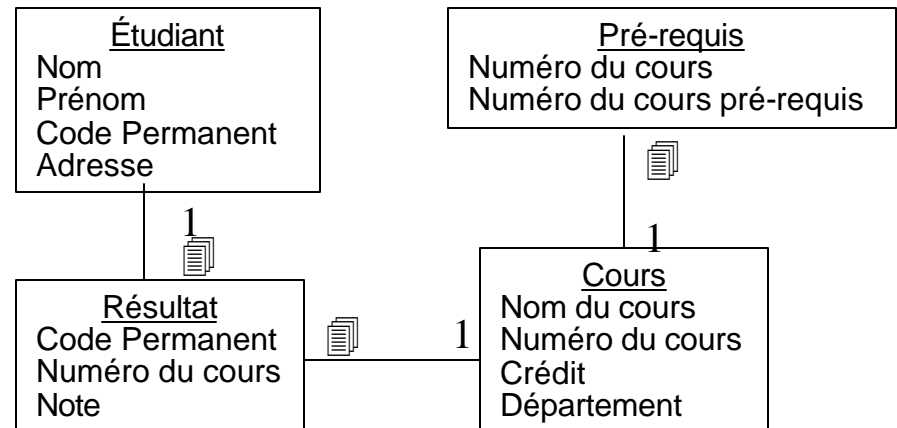 Étudiant
Nom
Prénom
Code Permanent
Adresse
Pré-requis
Numéro du cours
Numéro du cours pré-requis
1
1
Résultat
Code Permanent
Numéro du cours
Note
1
Cours
Nom du cours
Numéro du cours
Crédit
Département